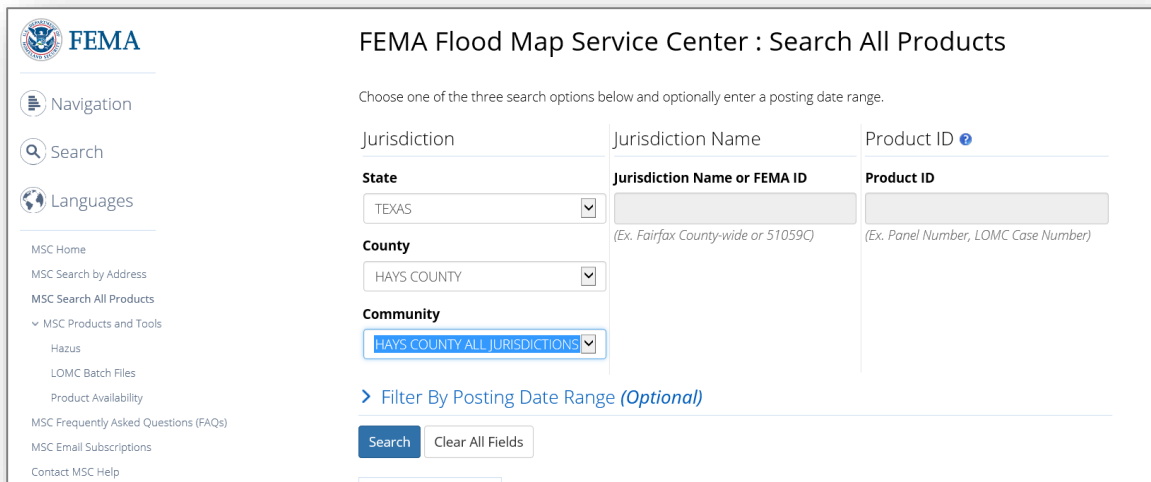 FEMA
Navigation
Search
Languages
MSC Home
MSC Search by Address
MSC Search All Products
MSC Products and Tools
Hazus
LOMC Batch Files
Product Availability
MSC Frequently Asked Questions (FAQs)
MSC Email Subscriptions
Contact MSC Help
FEMA Flood Map Service Center : Search All Products
Choose one of the three search options below and optionally enter a posting date range.
Jurisdiction
State
TEXAS
County
HAYS COUNTY
Community
HAYS COUNTY ALL JURISDICTIONS
Jurisdiction Name
Jurisdiction Name or FEMA ID
(Ex. Fairfax County-wide or 51059C)
Product ID ?
Product ID
(Ex. Panel Number, LOMC Case Number)
Filter By Posting Date Range (Optional)
Search Clear All Fields